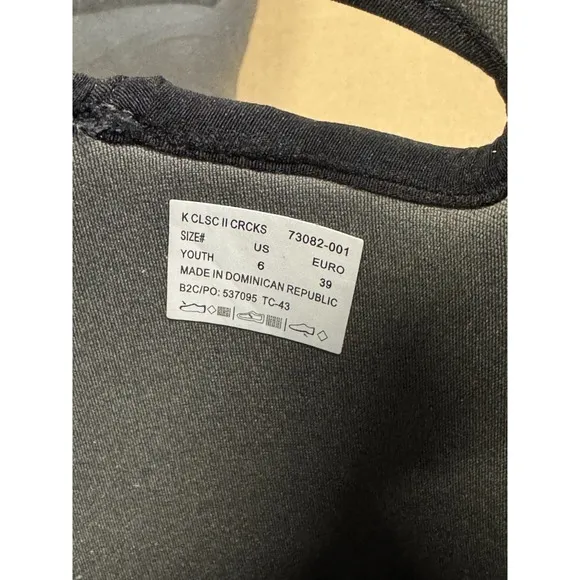 K CLSC II CRCKS 73082-001
SIZE# US EURO
YOUTH 6 39
MADE IN DOMINICAN REPUBLIC
B2C/PO: 537095 TC-43